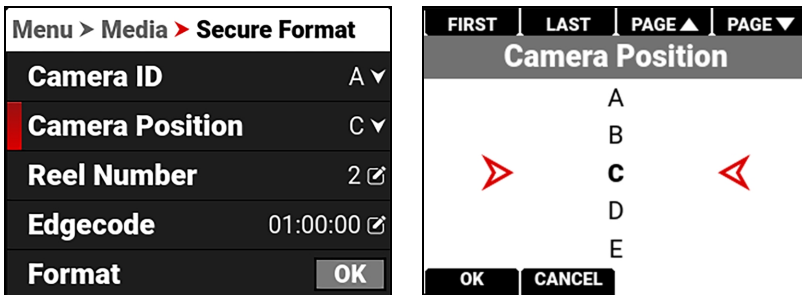 Menu > Media > Secure Format
Camera ID A
Camera Position C
Reel Number 2
Edgecode 01:00:00
Format OK
FIRST LAST PAGE▲ PAGE▼
Camera Position
A
B
C
D
E
OK CANCEL